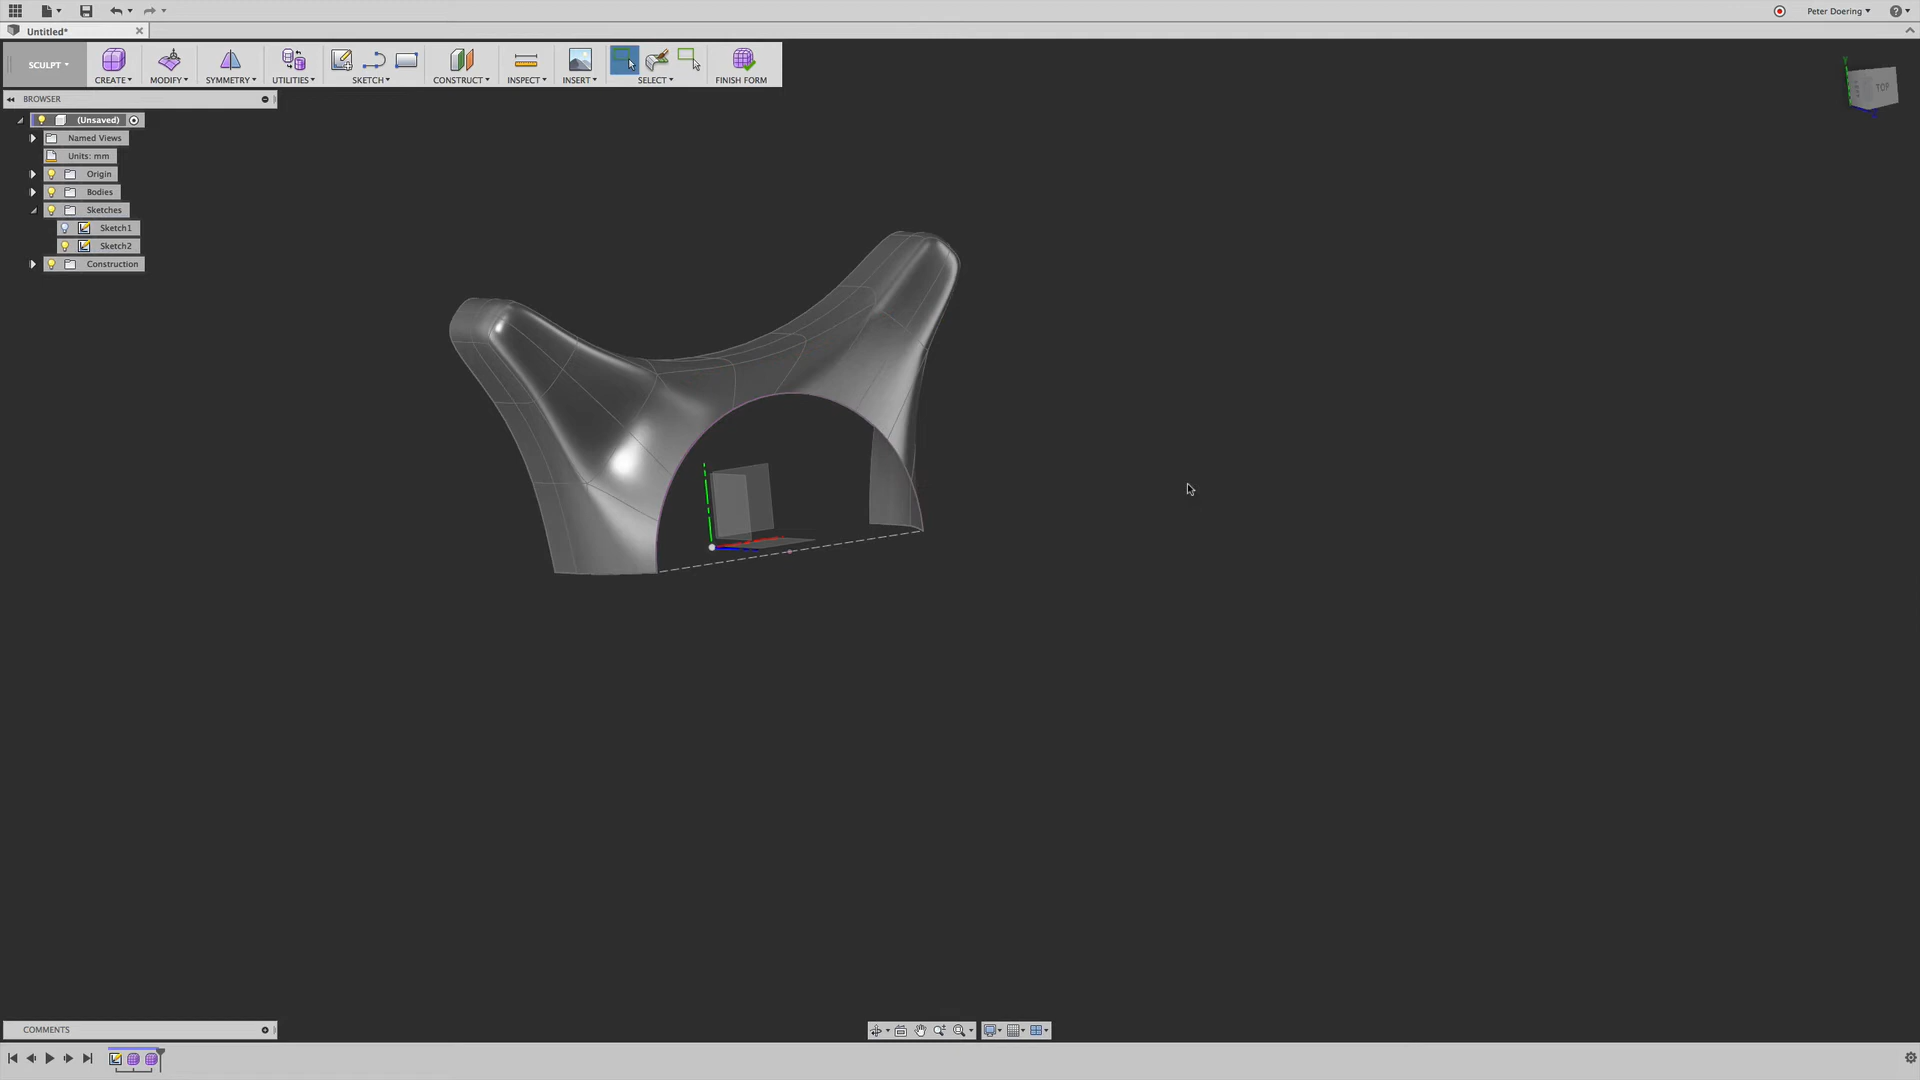 Peter Doering
Untitled*
SCULPT
CREATE
MODIFY
SYMMETRY
UTILITIES
SKETCH
CONSTRUCT
INSPECT
INSERT
SELECT
FINISH FORM
BROWSER
(Unsaved)
Named Views
Units: mm
Origin
Bodies
Sketches
Sketch1
Sketch2
Construction
Y
TOP
COMMENTS